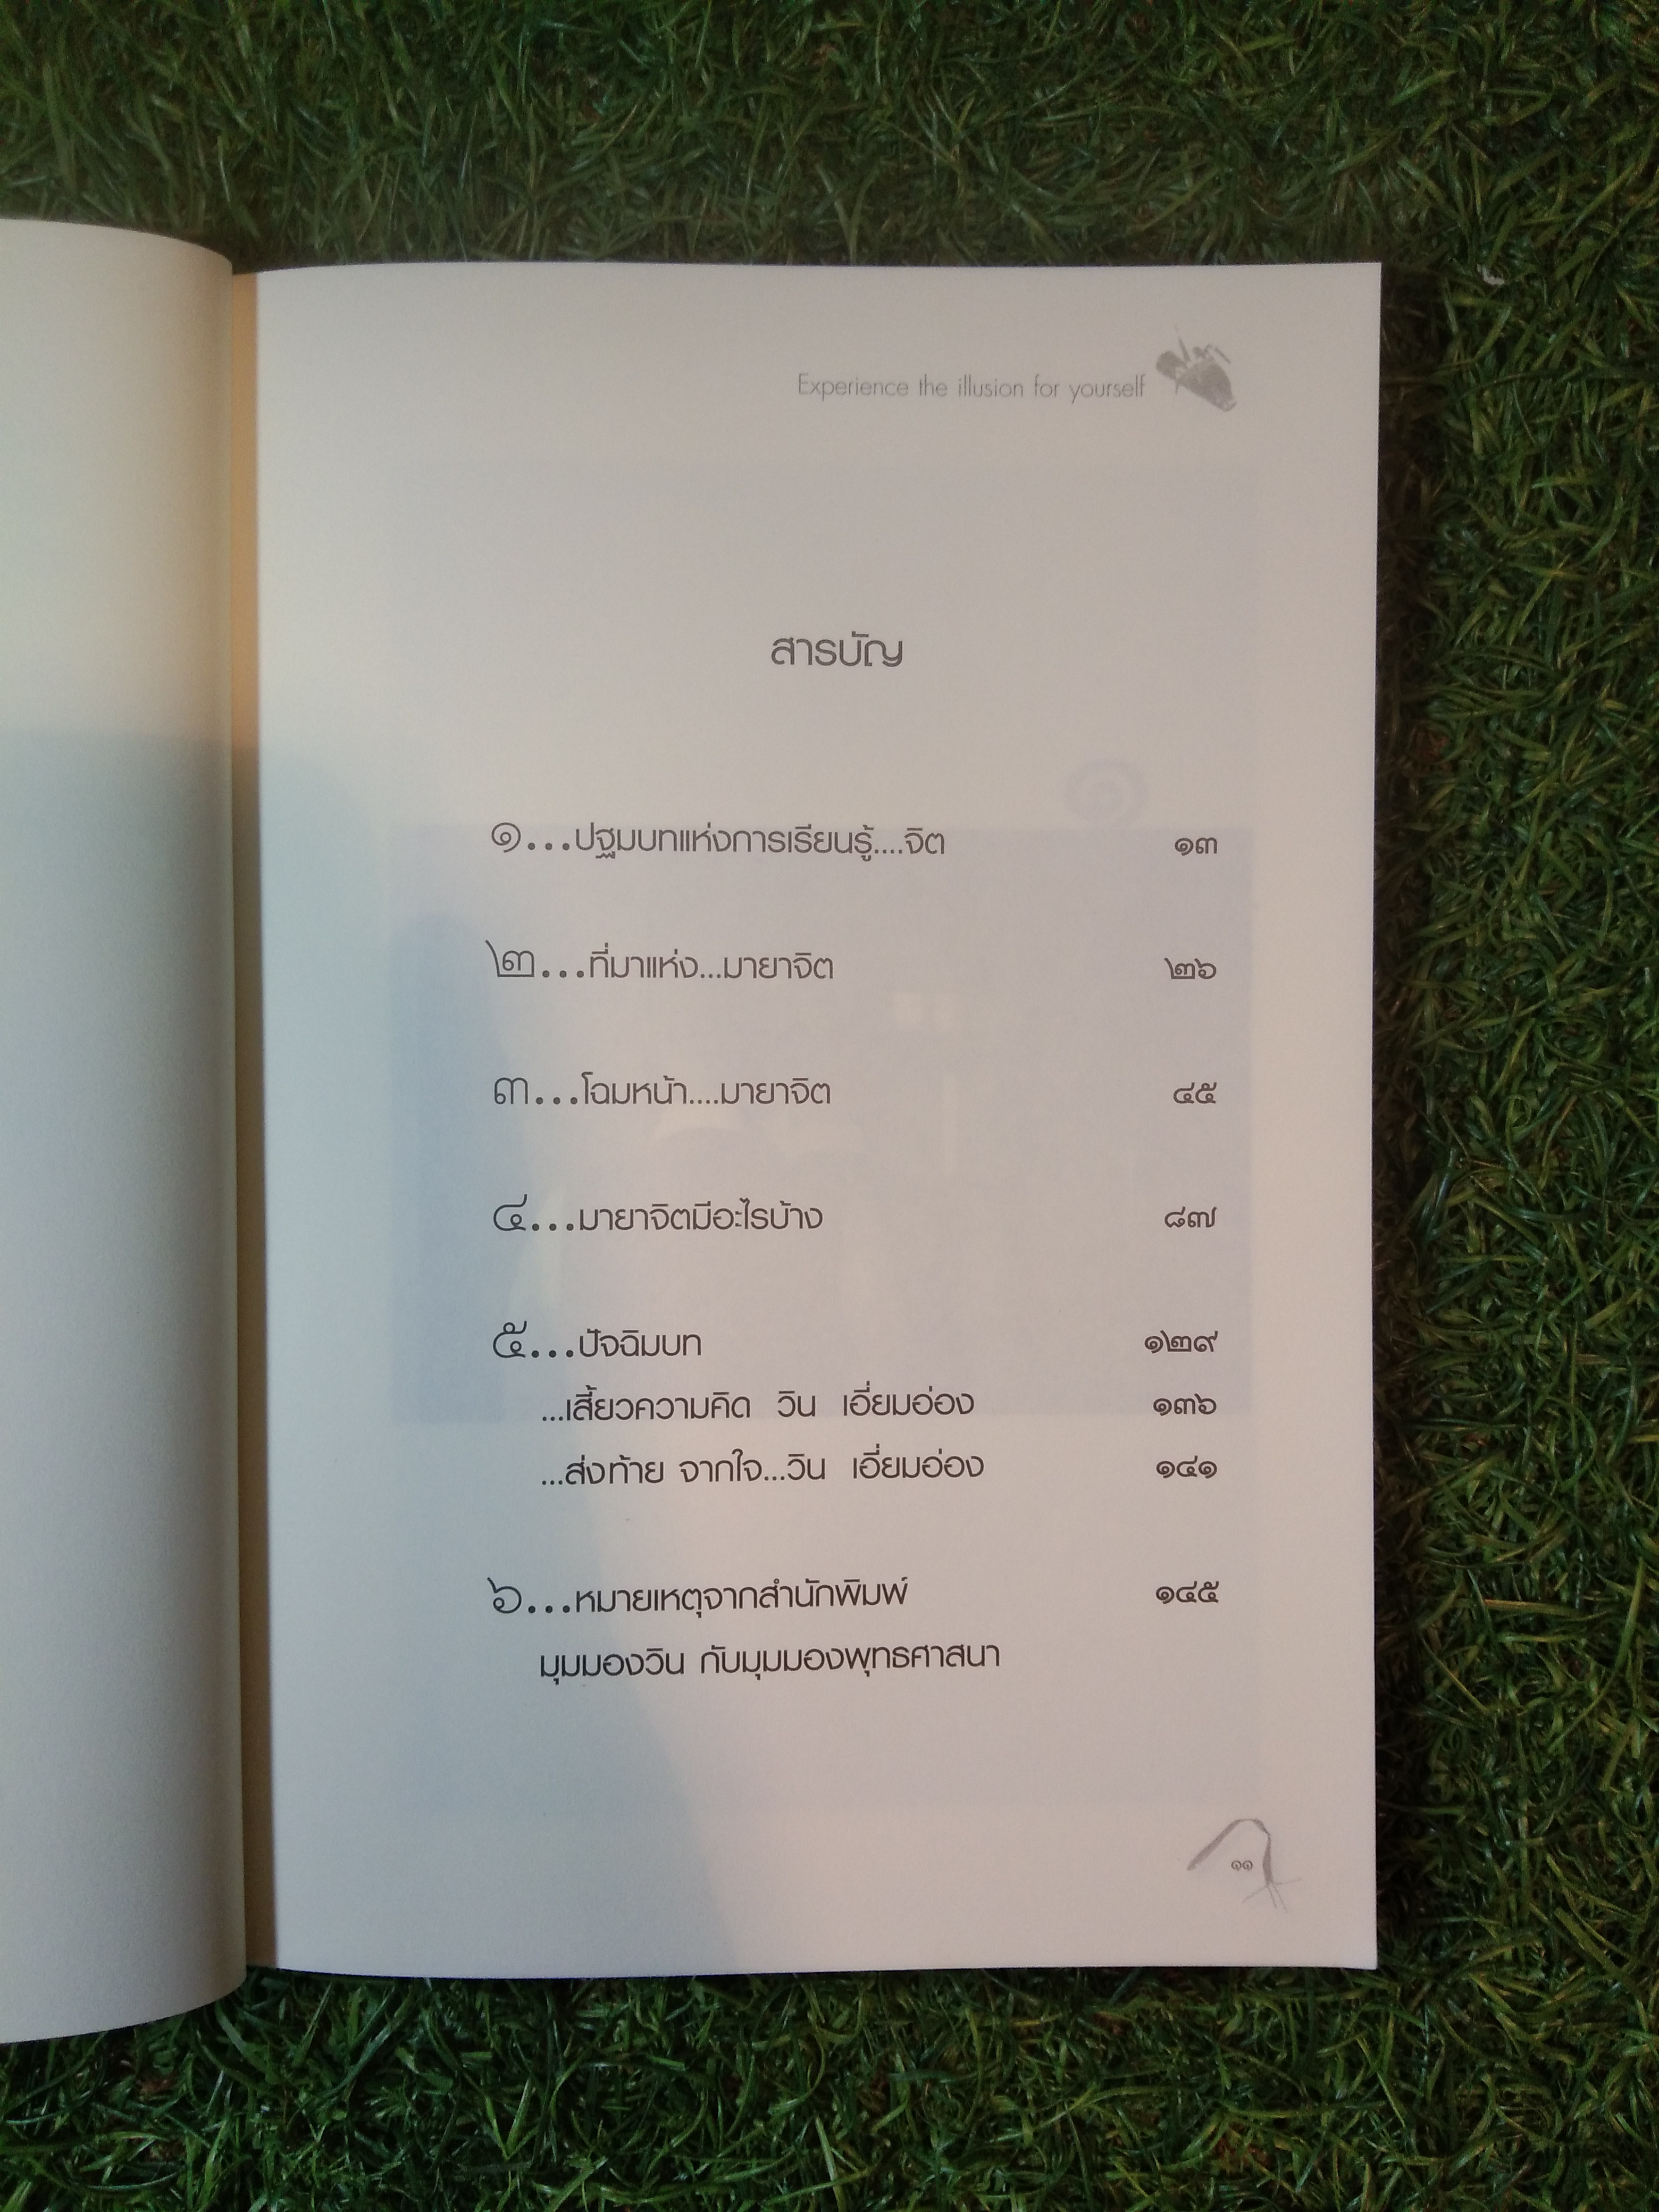 Experience the illusion for yourself
สารบัญ
๑...ปฐมบทแห่งการเรียนรู้....จิต ๑๓
๒...ที่มาแห่ง...มายาจิต ๒๖
๓...โฉมหน้า....มายาจิต ๔๕
๔...มายาจิตมีอะไรบ้าง ๘๗
๕...ปัจฉิมบท ๑๒๙
...เสี้ยวความคิด วิน เอี่ยมอ่อง ๑๓๖
...ส่งท้าย จากใจ...วิน เอี่ยมอ่อง ๑๔๑
๖...หมายเหตุจากสำนักพิมพ์ ๑๔๕
มุมมองวิน กับมุมมองพุทธศาสนา
๑๑